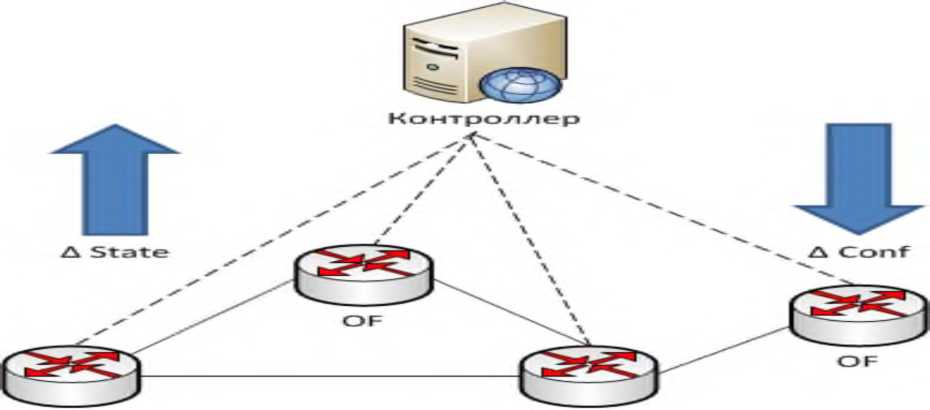 Контроллер
Δ State
Δ Conf
OF
OF